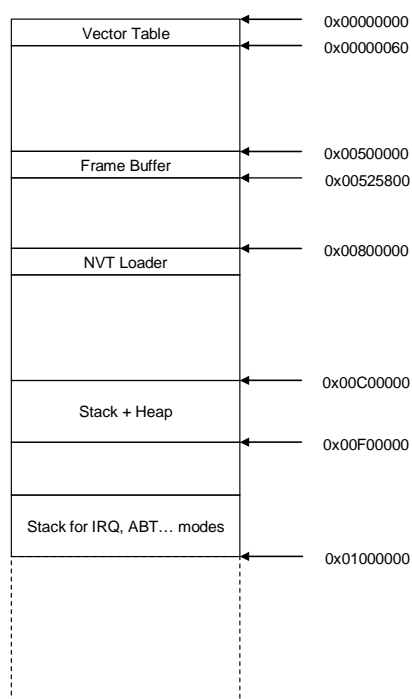 0x00000000
Vector Table
0x00000060
0x00500000
Frame Buffer
0x00525800
0x00800000
NVT Loader
0x00C00000
Stack + Heap
0x00F00000
Stack for IRQ, ABT… modes
0x01000000